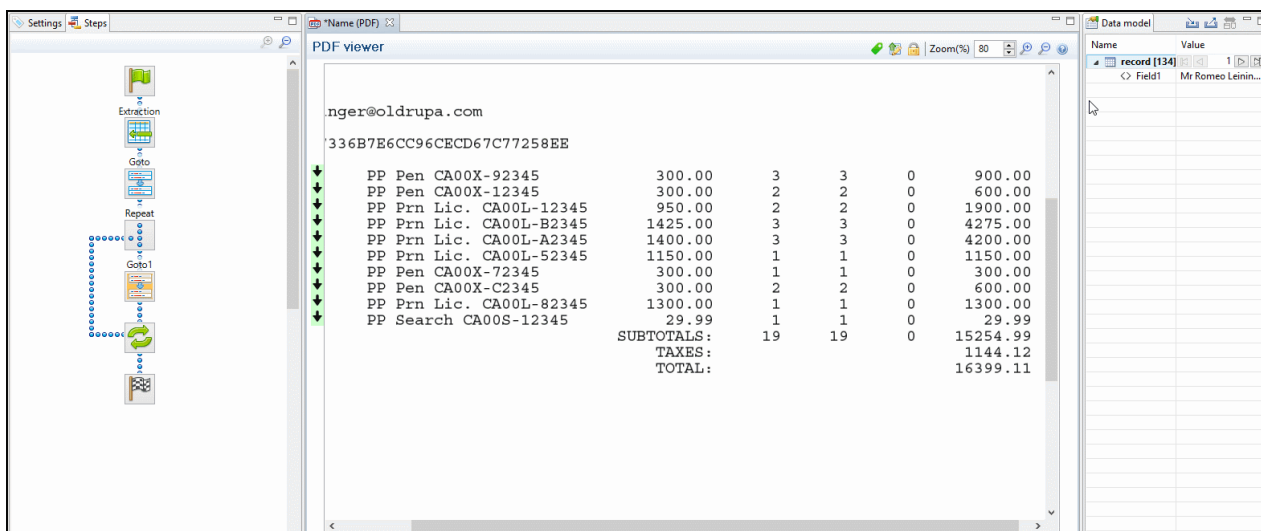 Settings Steps
Extraction
Goto
Repeat
Goto1
*Name (PDF)
PDF viewer
Zoom(%) 80
nger@oldrupa.com
336B7E6CC96CECD67C77258EE
PP Pen CA00X-92345 300.00 3 3 0 900.00
PP Pen CA00X-12345 300.00 2 2 0 600.00
PP Prn Lic. CA00L-12345 950.00 2 2 0 1900.00
PP Prn Lic. CA00L-B2345 1425.00 3 3 0 4275.00
PP Prn Lic. CA00L-A2345 1400.00 3 3 0 4200.00
PP Prn Lic. CA00L-52345 1150.00 1 1 0 1150.00
PP Pen CA00X-72345 300.00 1 1 0 300.00
PP Pen CA00X-C2345 300.00 2 2 0 600.00
PP Prn Lic. CA00L-82345 1300.00 1 1 0 1300.00
PP Search CA00S-12345 29.99 1 1 0 29.99
SUBTOTALS: 19 19 0 15254.99
TAXES: 1144.12
TOTAL: 16399.11
Data model
Name Value
record [134] 1
Field1 Mr Romeo Leinin...